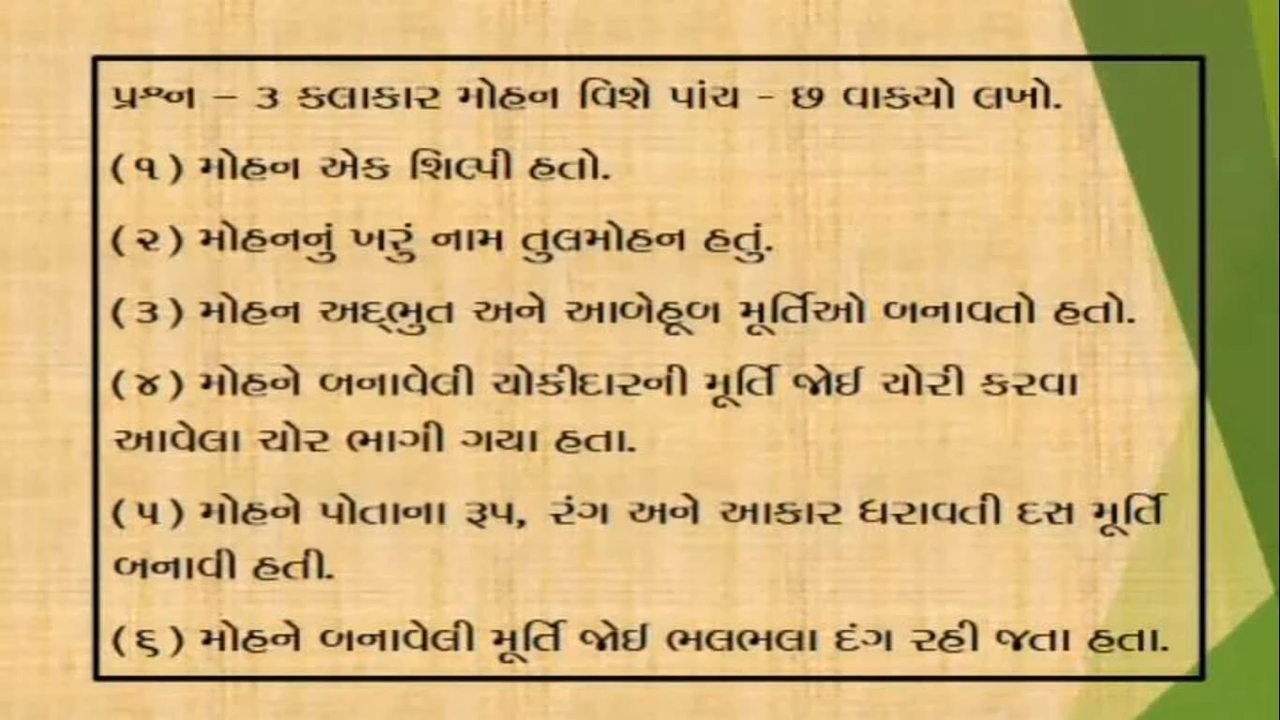 પ્રશ્ન – ૩ કલાકાર મોહન વિશે પાંચ - છ વાક્યો લખો.
(૧) મોહન એક શિલ્પી હતો.
(૨) મોહનનું ખરું નામ તુલમોહન હતું.
(૩) મોહન અદ્ભુત અને આબેહૂબ મૂર્તિઓ બનાવતો હતો.
(૪) મોહને બનાવેલી ચોકીદારની મૂર્તિ જોઈ ચોરી કરવા
આવેલા ચોર ભાગી ગયા હતા.
(૫) મોહને પોતાના રૂપ, રંગ અને આકાર ધરાવતી દસ મૂર્તિ
બનાવી હતી.
(૬) મોહને બનાવેલી મૂર્તિ જોઈ ભલભલા દંગ રહી જતા હતા.